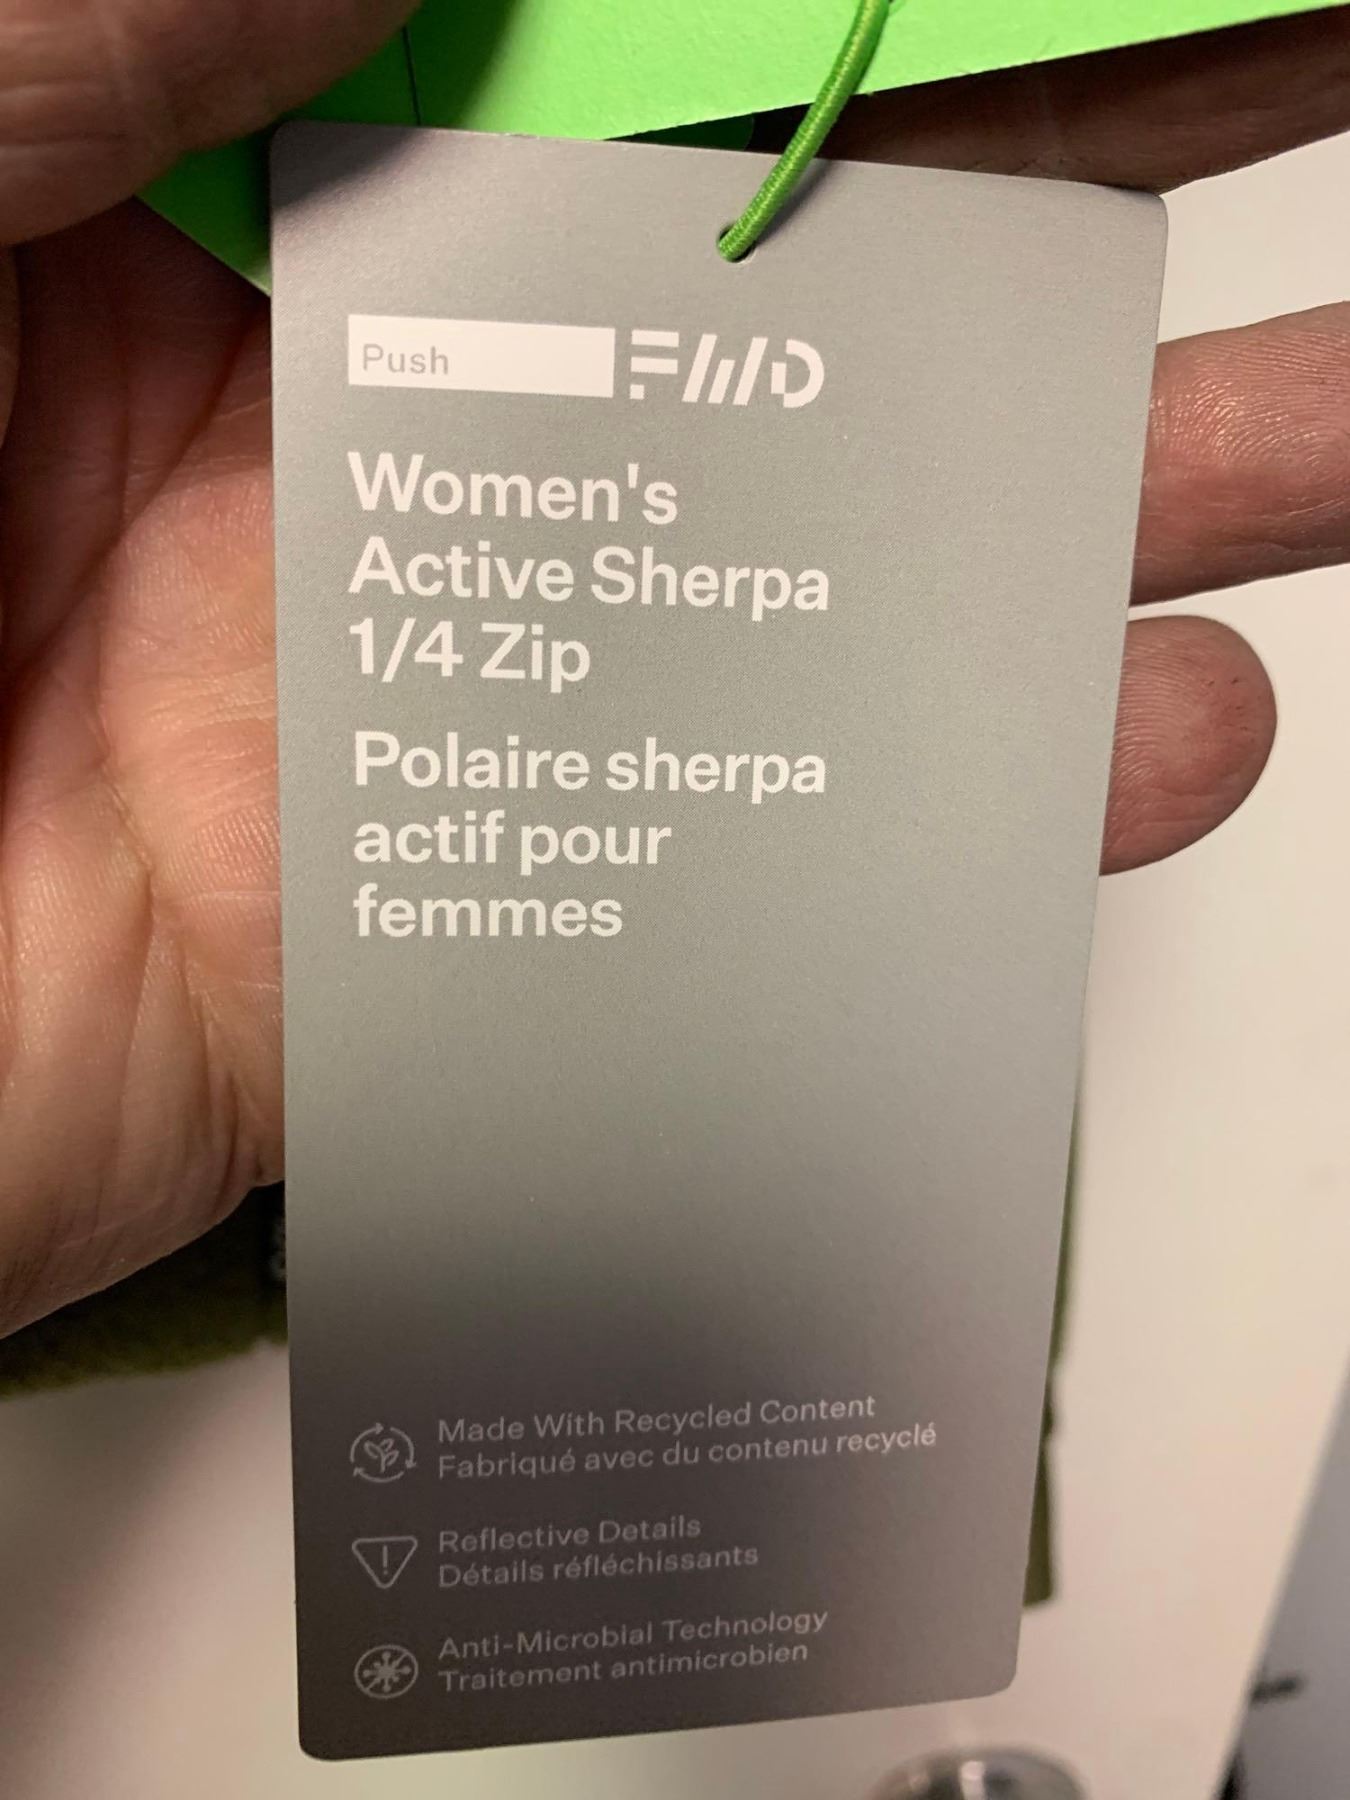 Push FWD
Women's
Active Sherpa
1/4 Zip
Polaire sherpa
actif pour
femmes
Made With Recycled Content
Fabriqué avec du contenu recyclé
Reflective Details
Détails réfléchissants
Anti-Microbial Technology
Traitement antimicrobien